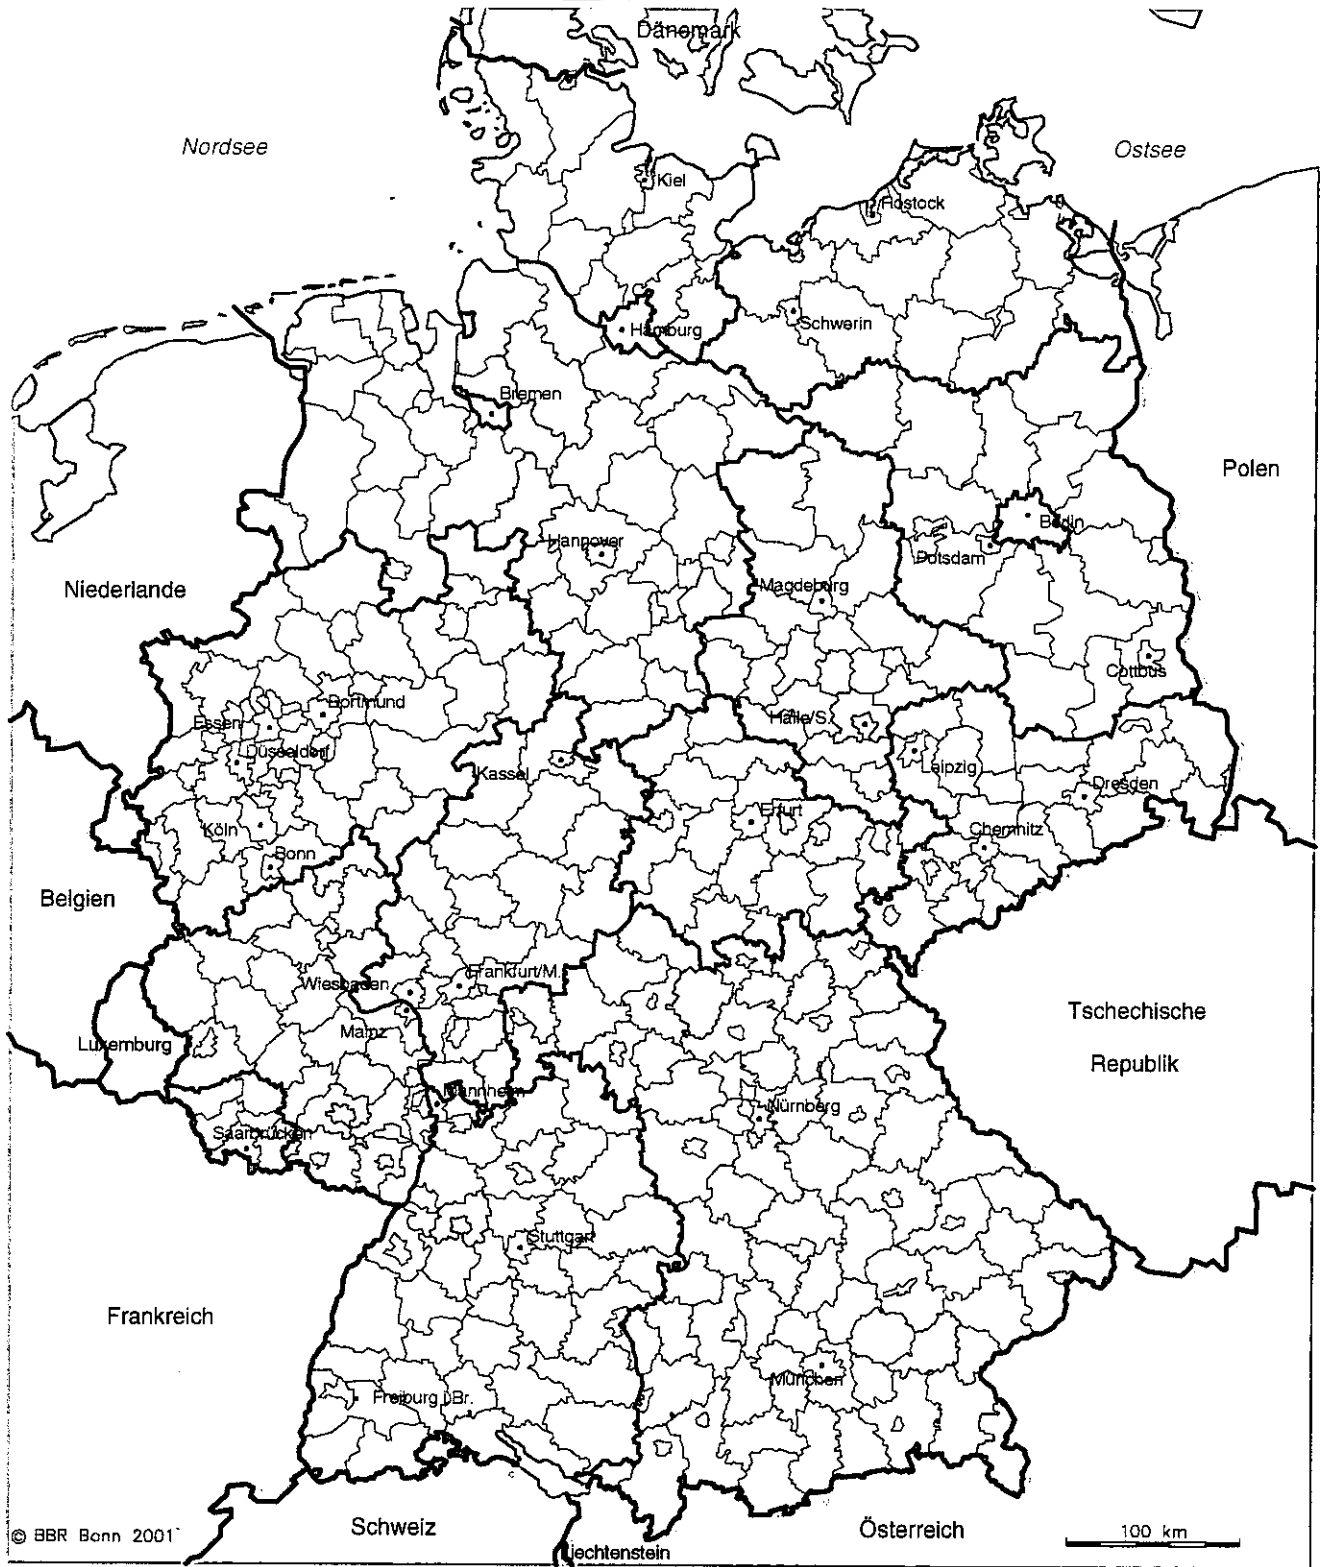 Dänemark
Nordsee
Ostsee
Kiel
Rostock
Hamburg
Schwerin
Bremen
Polen
Berlin
Hannover
Potsdam
Niederlande
Magdeburg
Cottbus
Dortmund
Essen
Halle/S.
Düsseldorf
Kassel
Leipzig
Dresden
Köln
Erfurt
Chemnitz
Bonn
Belgien
Wiesbaden
Frankfurt/M.
Mainz
Tschechische
Luxemburg
Republik
Mannheim
Nürnberg
Saarbrücken
Stuttgart
Frankreich
München
Freiburg i.Br.
© BBR Bonn 2001
Schweiz
Österreich
100 km
Liechtenstein